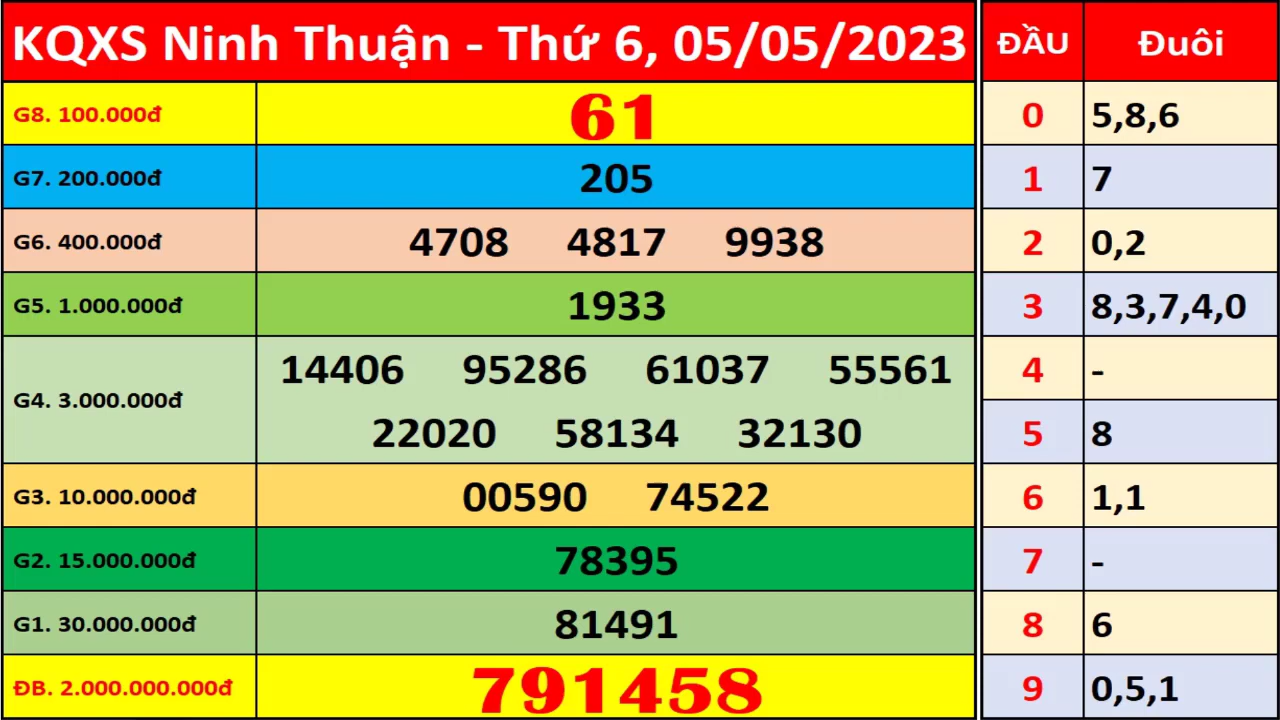 KQXS Ninh Thuận - Thứ 6, 05/05/2023 ĐẦU Đuôi
G8. 100.000đ 61 0 5,8,6
G7. 200.000đ 205 1 7
G6. 400.000đ 4708 4817 9938 2 0,2
G5. 1.000.000đ 1933 3 8,3,7,4,0
G4. 3.000.000đ 14406 95286 61037 55561 4 -
22020 58134 32130 5 8
G3. 10.000.000đ 00590 74522 6 1,1
G2. 15.000.000đ 78395 7 -
G1. 30.000.000đ 81491 8 6
ĐB. 2.000.000.000đ 791458 9 0,5,1